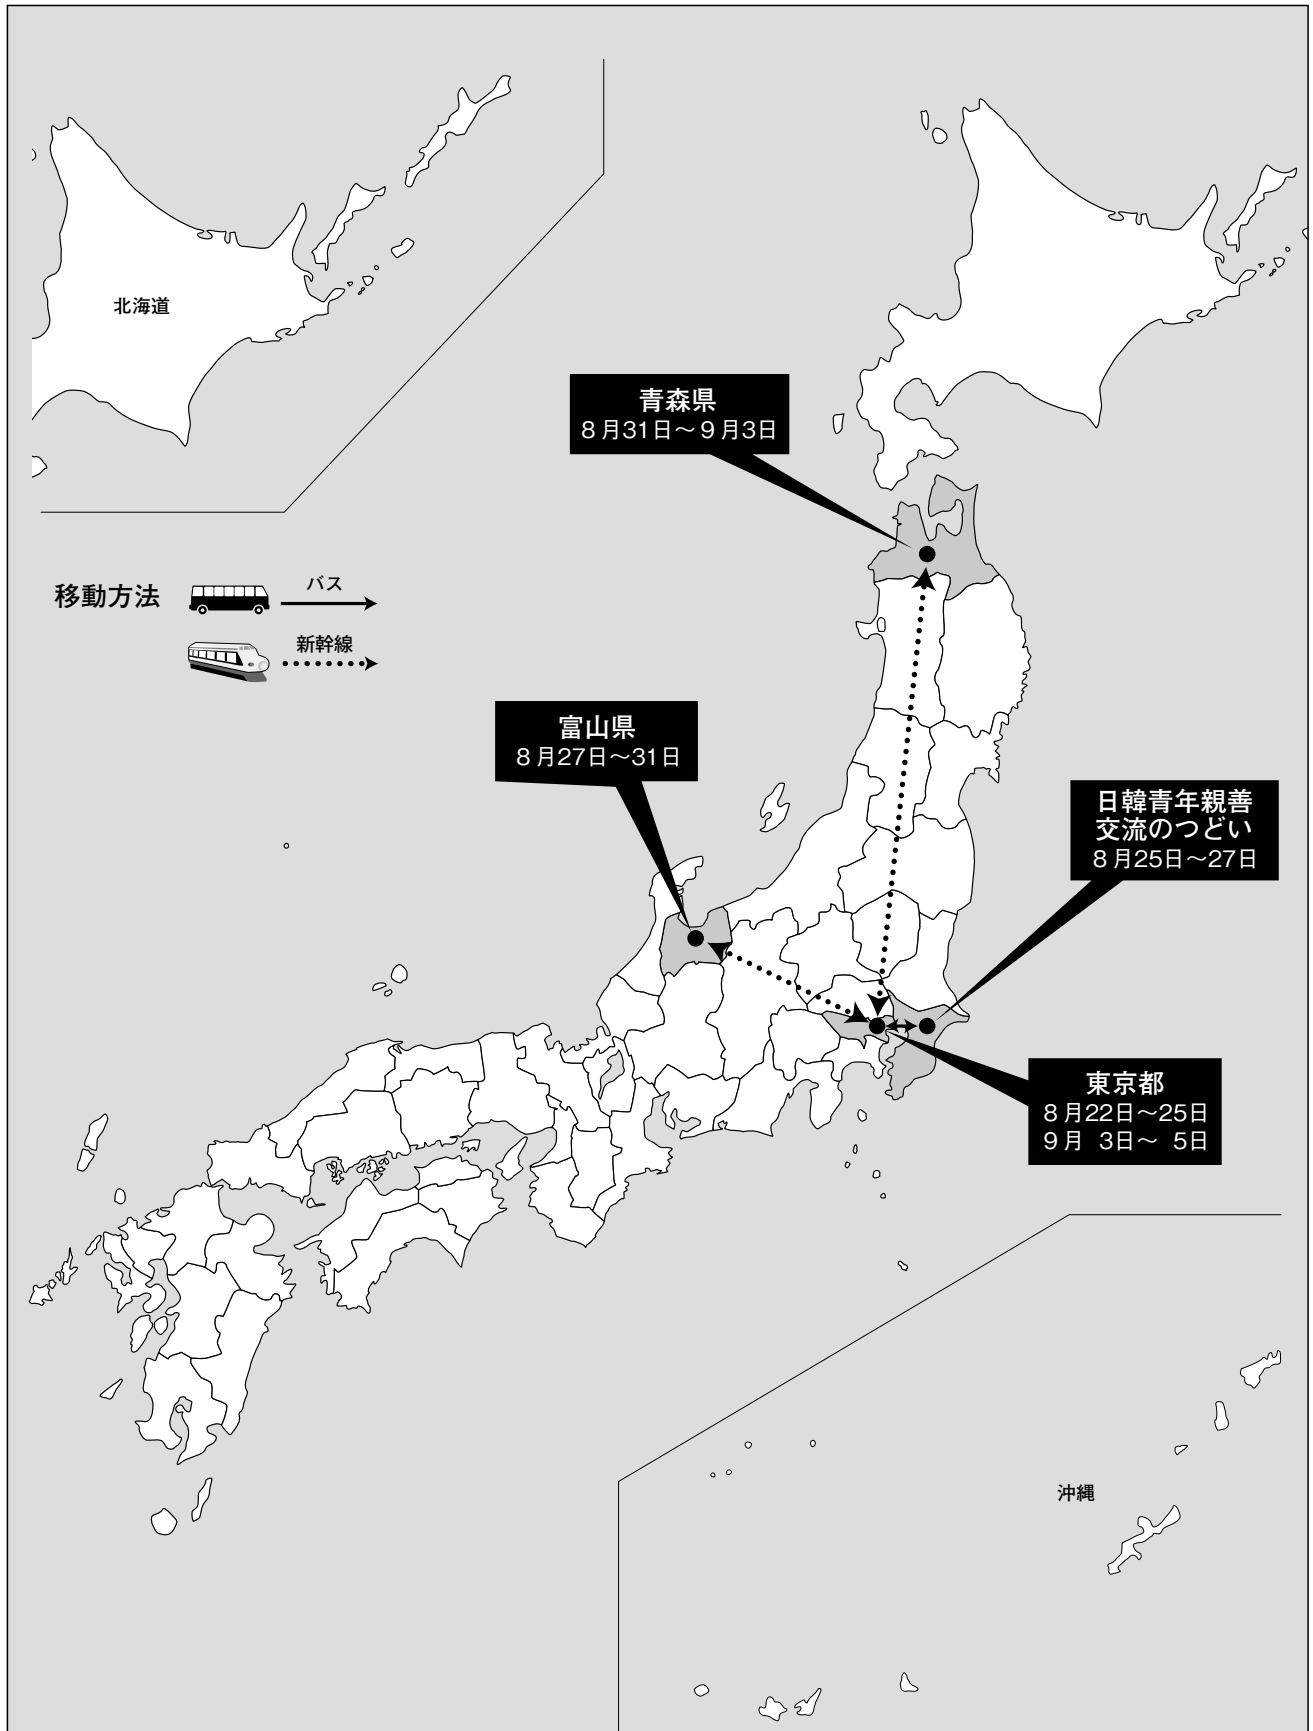 北海道
青森県
8月31日～9月3日
移動方法
バス
新幹線
富山県
8月27日～31日
日韓青年親善
交流のつどい
8月25日～27日
東京都
8月22日～25日
9月 3日～ 5日
沖縄